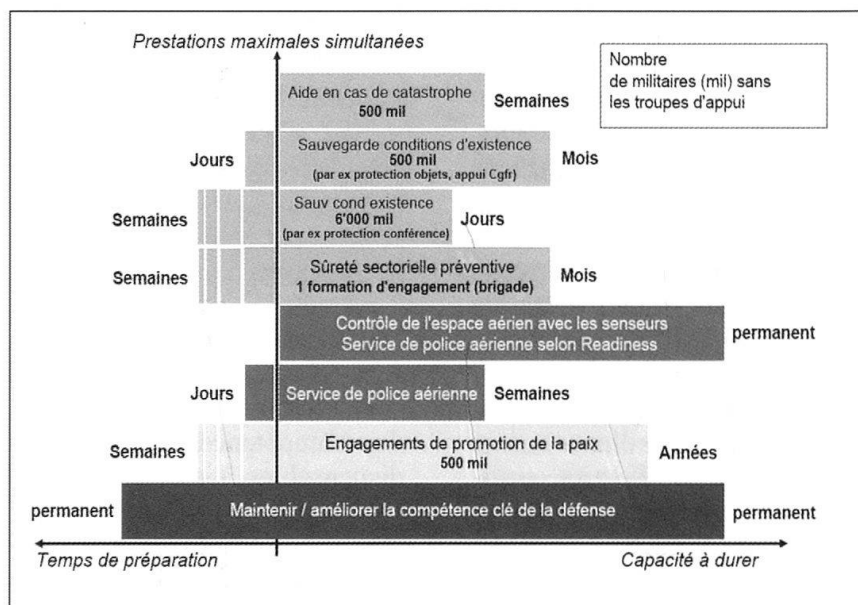 Prestations maximales simultanées
Nombre
de militaires (mil) sans
les troupes d'appui
Aide en cas de catastrophe
500 mil
Semaines
Jours
Sauvegarde conditions d'existence
500 mil
(par ex protection objets, appui Cgfr)
Mois
Semaines
Sauv cond existence
6'000 mil
(par ex protection conférence)
Jours
Semaines
Sûreté sectorielle préventive
1 formation d'engagement (brigade)
Mois
Contrôle de l'espace aérien avec les senseurs
Service de police aérienne selon Readiness
permanent
Jours
Service de police aérienne
Semaines
Semaines
Engagements de promotion de la paix
500 mil
Années
permanent
Maintenir / améliorer la compétence clé de la défense
permanent
Temps de préparation
Capacité à durer